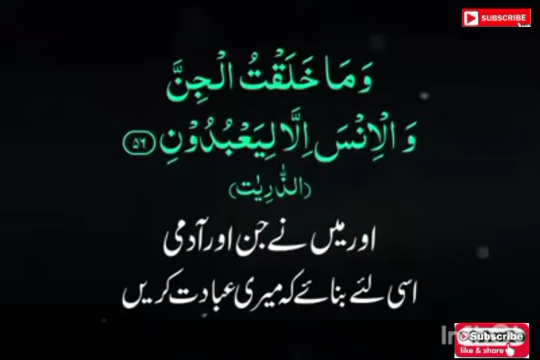 SUBSCRIBE
وَمَا خَلَقْتُ الْجِنَّ
وَالْاِنْسَ اِلَّا لِيَعْبُدُوْنِ ﴿۵۶﴾
(الذّٰرِیٰت)
اور میں نے جن اور آدمی
اسی لئے بنائے کہ میری عبادت کریں
Subscribe
like & share